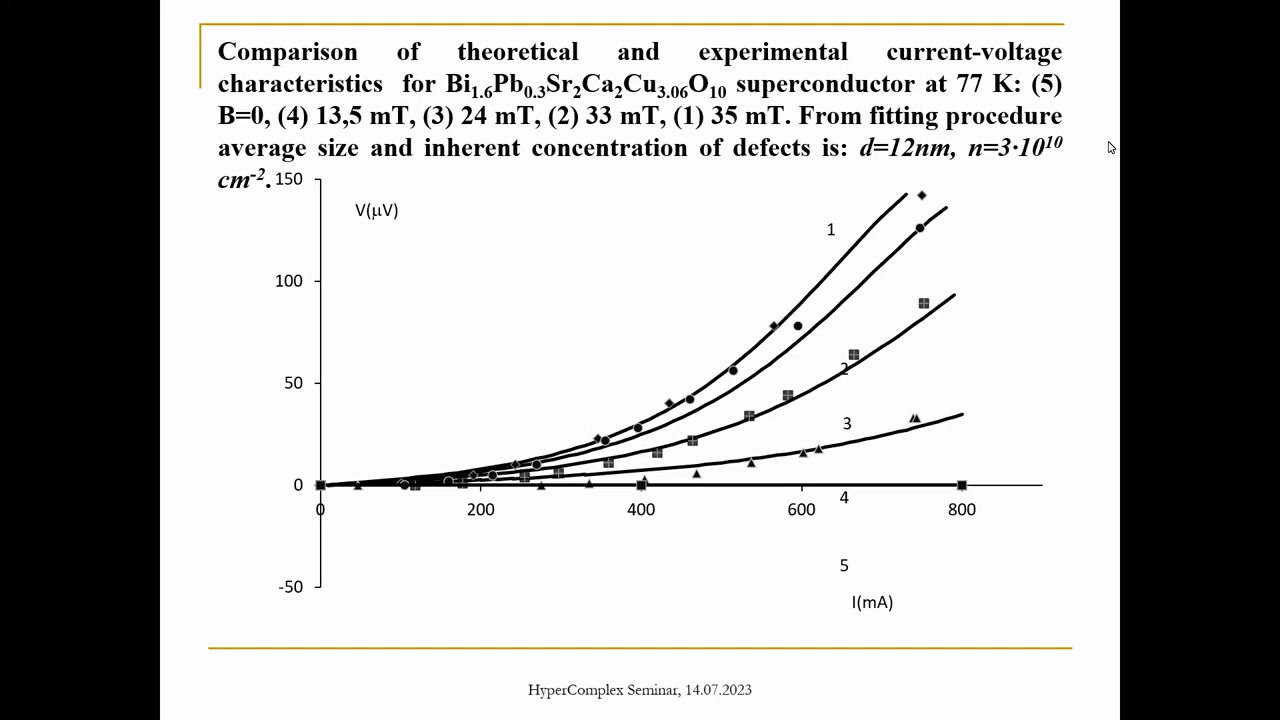 Comparison of theoretical and experimental current-voltage
characteristics for Bi₁.₆Pb₀.₃Sr₂Ca₂Cu₃.₀₆O₁₀ superconductor at 77 K: (5)
B=0, (4) 13,5 mT, (3) 24 mT, (2) 33 mT, (1) 35 mT. From fitting procedure
average size and inherent concentration of defects is: d=12nm, n=3·10¹⁰
cm⁻².
150
V(μV)
1
100
50
2
3
0
4
0 200 400 600 800
5
-50
I(mA)
HyperComplex Seminar, 14.07.2023